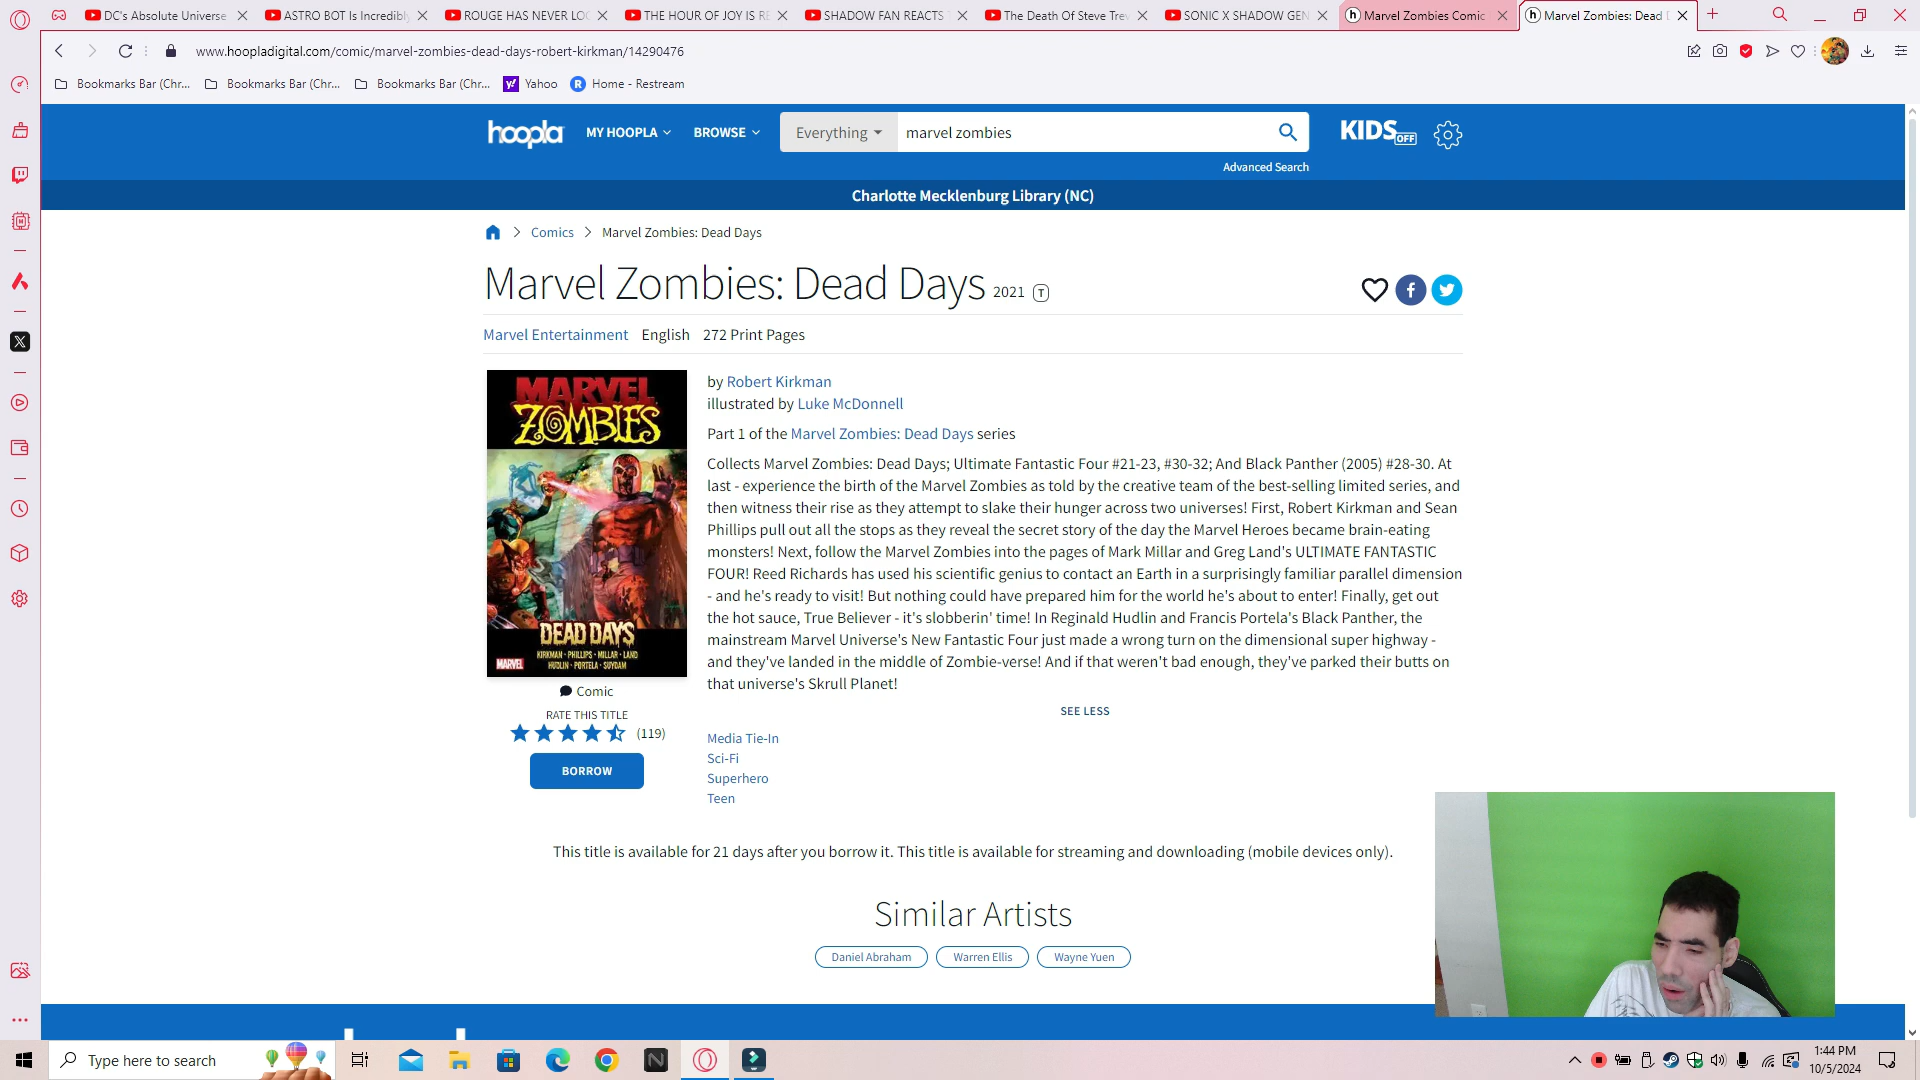 DC's Absolute Universe
ASTRO BOT Is Incredibly
ROUGE HAS NEVER LOO
THE HOUR OF JOY IS RE
SHADOW FAN REACTS
The Death Of Steve Trev
SONIC X SHADOW GEN
Marvel Zombies Comic
Marvel Zombies: Dead D
www.hoopladigital.com/comic/marvel-zombies-dead-days-robert-kirkman/14290476
Bookmarks Bar (Chr...
Bookmarks Bar (Chr...
Bookmarks Bar (Chr...
Yahoo
Home - Restream
hoopla
MY HOOPLA
BROWSE
Everything
marvel zombies
KIDS OFF
Advanced Search
Charlotte Mecklenburg Library (NC)
Comics
Marvel Zombies: Dead Days
Marvel Zombies: Dead Days 2021 T
Marvel Entertainment English 272 Print Pages
MARVEL
ZOMBIES
DEAD DAYS
KIRKMAN · PHILLIPS · MILLAR · LAND
HUDLIN · PORTELA · SUYDAM
MARVEL
by Robert Kirkman
illustrated by Luke McDonnell
Part 1 of the Marvel Zombies: Dead Days series
Collects Marvel Zombies: Dead Days; Ultimate Fantastic Four #21-23, #30-32; And Black Panther (2005) #28-30. At
last - experience the birth of the Marvel Zombies as told by the creative team of the best-selling limited series, and
then witness their rise as they attempt to slake their hunger across two universes! First, Robert Kirkman and Sean
Phillips pull out all the stops as they reveal the secret story of the day the Marvel Heroes became brain-eating
monsters! Next, follow the Marvel Zombies into the pages of Mark Millar and Greg Land's ULTIMATE FANTASTIC
FOUR! Reed Richards has used his scientific genius to contact an Earth in a surprisingly familiar parallel dimension
- and he's ready to visit! But nothing could have prepared him for the world he's about to enter! Finally, get out
the hot sauce, True Believer - it's slobberin' time! In Reginald Hudlin and Francis Portela's Black Panther, the
mainstream Marvel Universe's New Fantastic Four just made a wrong turn on the dimensional super highway -
and they've landed in the middle of Zombie-verse! And if that weren't bad enough, they've parked their butts on
that universe's Skrull Planet!
SEE LESS
Comic
RATE THIS TITLE
(119)
BORROW
Media Tie-In
Sci-Fi
Superhero
Teen
This title is available for 21 days after you borrow it. This title is available for streaming and downloading (mobile devices only).
Similar Artists
Daniel Abraham
Warren Ellis
Wayne Yuen
Type here to search
1:44 PM
10/5/2024